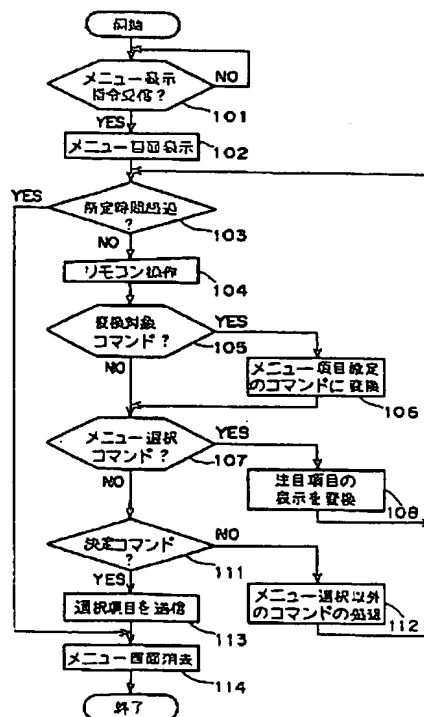 開始
メニュー表示
指令受信?
NO
101
YES
メニュー画面表示
102
YES
所定時間経過
?
103
NO
リモコン操作
104
変換対象
コマンド?
YES
105
NO
メニュー項目設定
のコマンドに変換
106
メニュー選択
コマンド?
YES
107
NO
注目項目の
表示を変換
108
決定コマンド
?
NO
111
YES
選択項目を送信
113
メニュー選択以外
のコマンドの処理
112
メニュー画面消去
114
終了